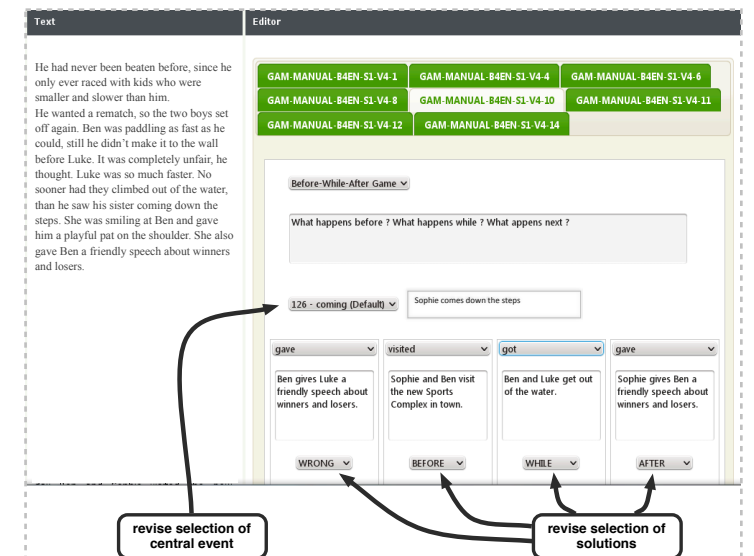 Text
Editor
He had never been beaten before, since he
only ever raced with kids who were
smaller and slower than him.
He wanted a rematch, so the two boys set
off again. Ben was paddling as fast as he
could, still he didn't make it to the wall
before Luke. It was completely unfair, he
thought. Luke was so much faster. No
sooner had they climbed out of the water,
than he saw his sister coming down the
steps. She was smiling at Ben and gave
him a playful pat on the shoulder. She also
gave Ben a friendly speech about winners
and losers.
GAM-MANUAL-B4EN-S1-V4-1
GAM-MANUAL-B4EN-S1-V4-4
GAM-MANUAL-B4EN-S1-V4-6
GAM-MANUAL-B4EN-S1-V4-8
GAM-MANUAL-B4EN-S1-V4-10
GAM-MANUAL-B4EN-S1-V4-11
GAM-MANUAL-B4EN-S1-V4-12
GAM-MANUAL-B4EN-S1-V4-14
Before-While-After Game
What happens before ? What happens while ? What appens next ?
126 - coming (Default)
Sophie comes down the steps
gave
visited
got
gave
Ben gives Luke a
friendly speech about
winners and losers.
Sophie and Ben visit
the new Sports
Complex in town.
Ben and Luke get out
of the water.
Sophie gives Ben a
friendly speech about
winners and losers.
WRONG
BEFORE
WHILE
AFTER
revise selection of
central event
revise selection of
solutions